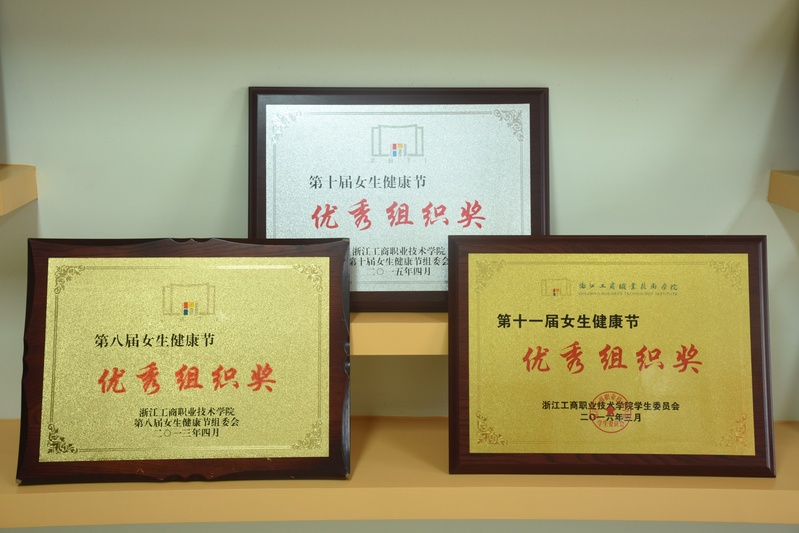 第十届女生健康节
优秀组织奖
浙江工商职业技术学院
第十届女生健康节组委会
二〇一五年四月
第八届女生健康节
优秀组织奖
浙江工商职业技术学院
第八届女生健康节组委会
二〇一三年四月
浙江工商职业技术学院
第十一届女生健康节
优秀组织奖
浙江工商职业技术学院学生委员会
二〇一六年三月